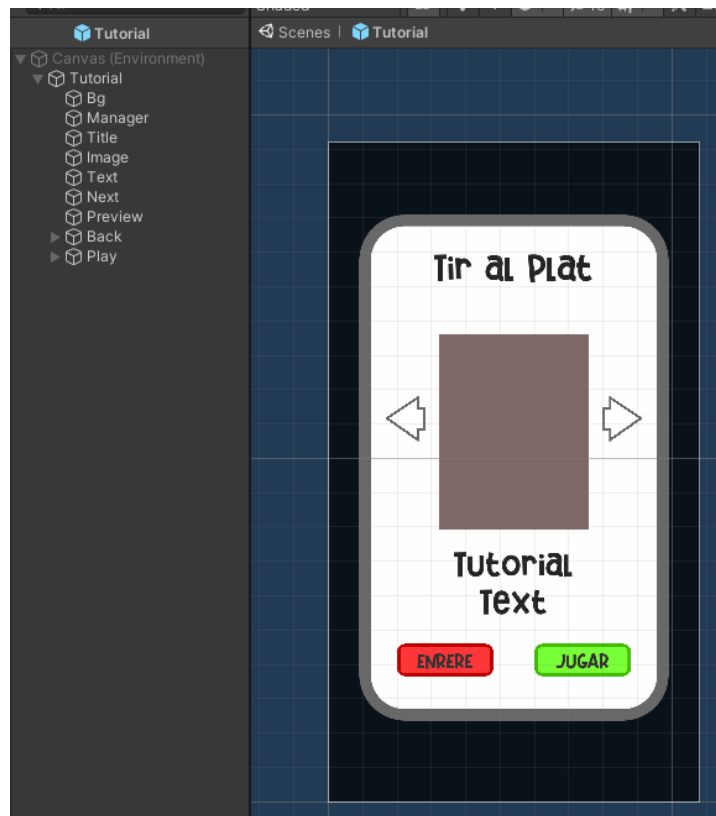 Tutorial
Scenes | Tutorial
Canvas (Environment)
Tutorial
Bg
Manager
Title
Image
Text
Next
Preview
Back
Play
Tir al Plat
Tutorial
Text
ENRERE
JUGAR